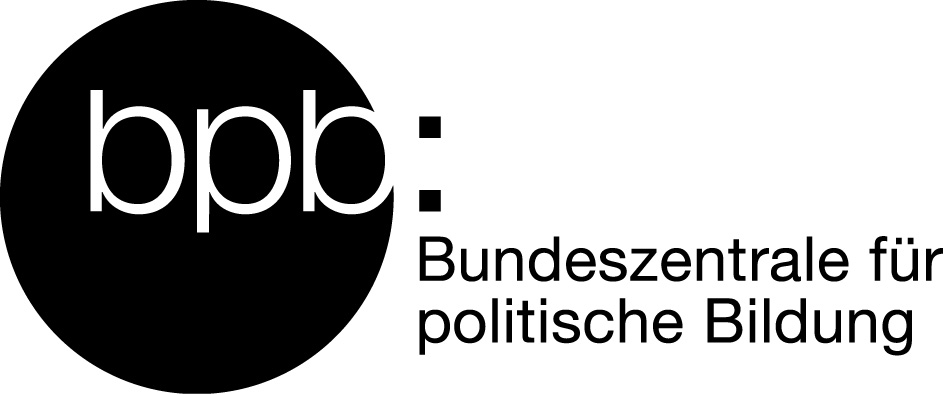 bpb:
Bundeszentrale für
politische Bildung